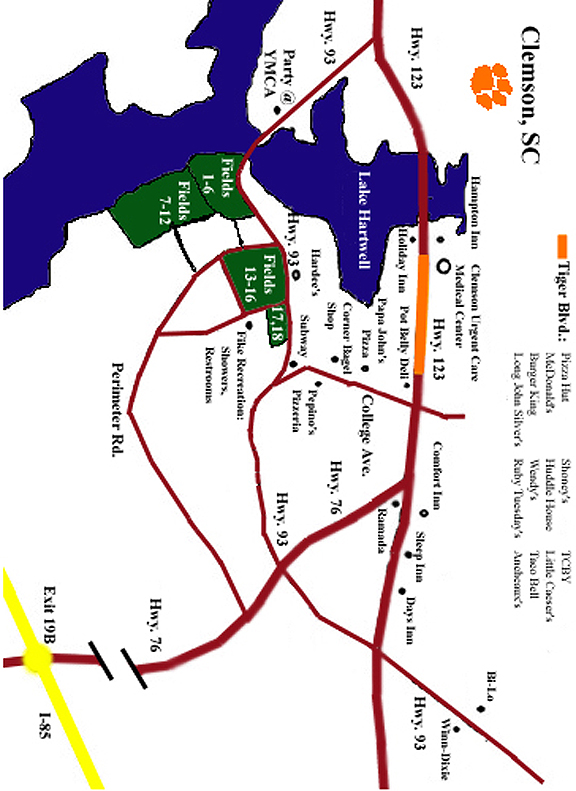 Clemson, SC
Tiger Blvd.:
Pizza Hut
McDonald's
Burger King
Long John Silver's
Shoney's
Huddle House
Wendy's
Ruby Tuesday's
TCBY
Little Caeser's
Taco Bell
Ancheaux's
Hwy. 123
Hwy. 93
Party @
YMCA
Hampton Inn
Clemson Urgent Care
Medical Center
Lake Hartwell
Holiday Inn
Hwy. 123
Fields
1-6
Fields
7-12
Hwy. 93
Fields
13-16
17,18
Hardee's
Corner Bagel
Shop
Papa John's
Pizza
Pot Belly Deli
Subway
Pepino's
Pizzeria
College Ave.
Fike Recreation:
Showers,
Restrooms
Perimeter Rd.
Comfort Inn
Hwy. 76
Ramada
Sleep Inn
Hwy. 93
Days Inn
Bi-Lo
Winn-Dixie
Hwy. 93
Hwy. 76
Exit 19B
I-85